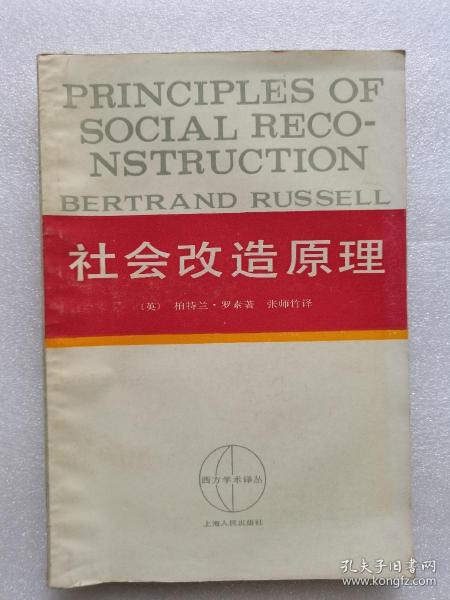 PRINCIPLES OF
SOCIAL RECO-
NSTRUCTION
BERTRAND RUSSELL
社会改造原理
〔英〕 柏特兰·罗素著 张师竹译
西方学术译丛
上海人民出版社
孔夫子旧书网
www.kongfz.com